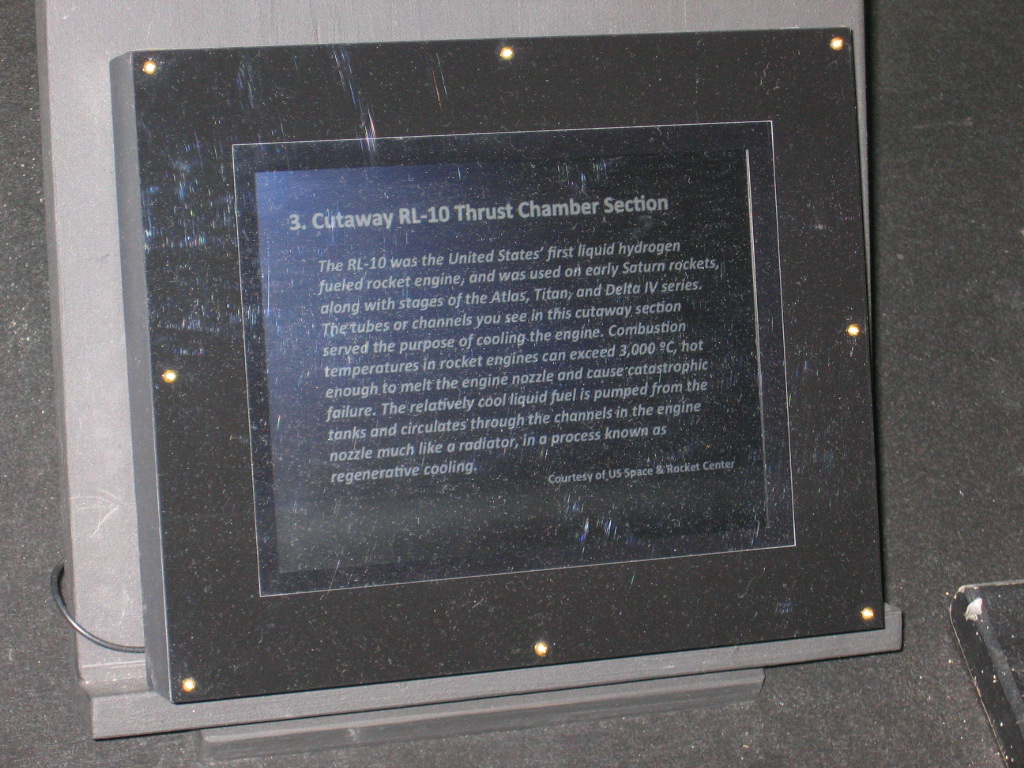 3. Cutaway RL-10 Thrust Chamber Section
The RL-10 was the United States' first liquid hydrogen
fueled rocket engine, and was used on early Saturn rockets,
along with stages of the Atlas, Titan, and Delta IV series.
The tubes or channels you see in this cutaway section
served the purpose of cooling the engine. Combustion
temperatures in rocket engines can exceed 3,000 ºC, hot
enough to melt the engine nozzle and cause catastrophic
failure. The relatively cool liquid fuel is pumped from the
tanks and circulates through the channels in the engine
nozzle much like a radiator, in a process known as
regenerative cooling.
Courtesy of US Space & Rocket Center